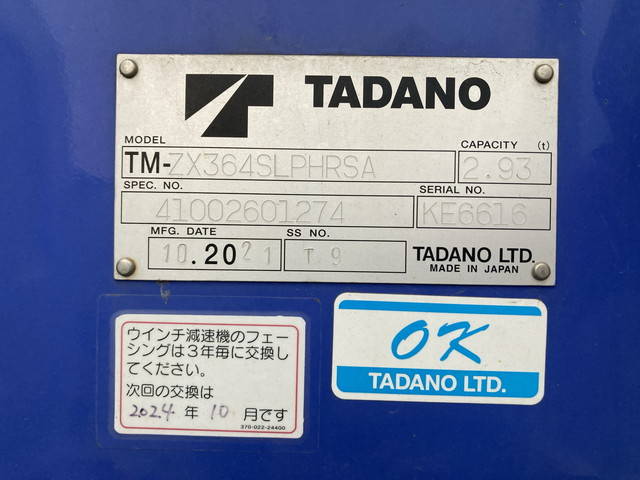 TADANO
MODEL
TM-ZX364SLPHRSA
CAPACITY (t)
2.93
SPEC. NO.
41002601274
SERIAL NO.
KE6616
MFG. DATE
10.2021
SS NO.
T 9
TADANO LTD.
MADE IN JAPAN
ウインチ減速機のフェー
シングは3年毎に交換し
てください。
次回の交換は
2024 年 10 月です
370-022-24400
OK
TADANO LTD.